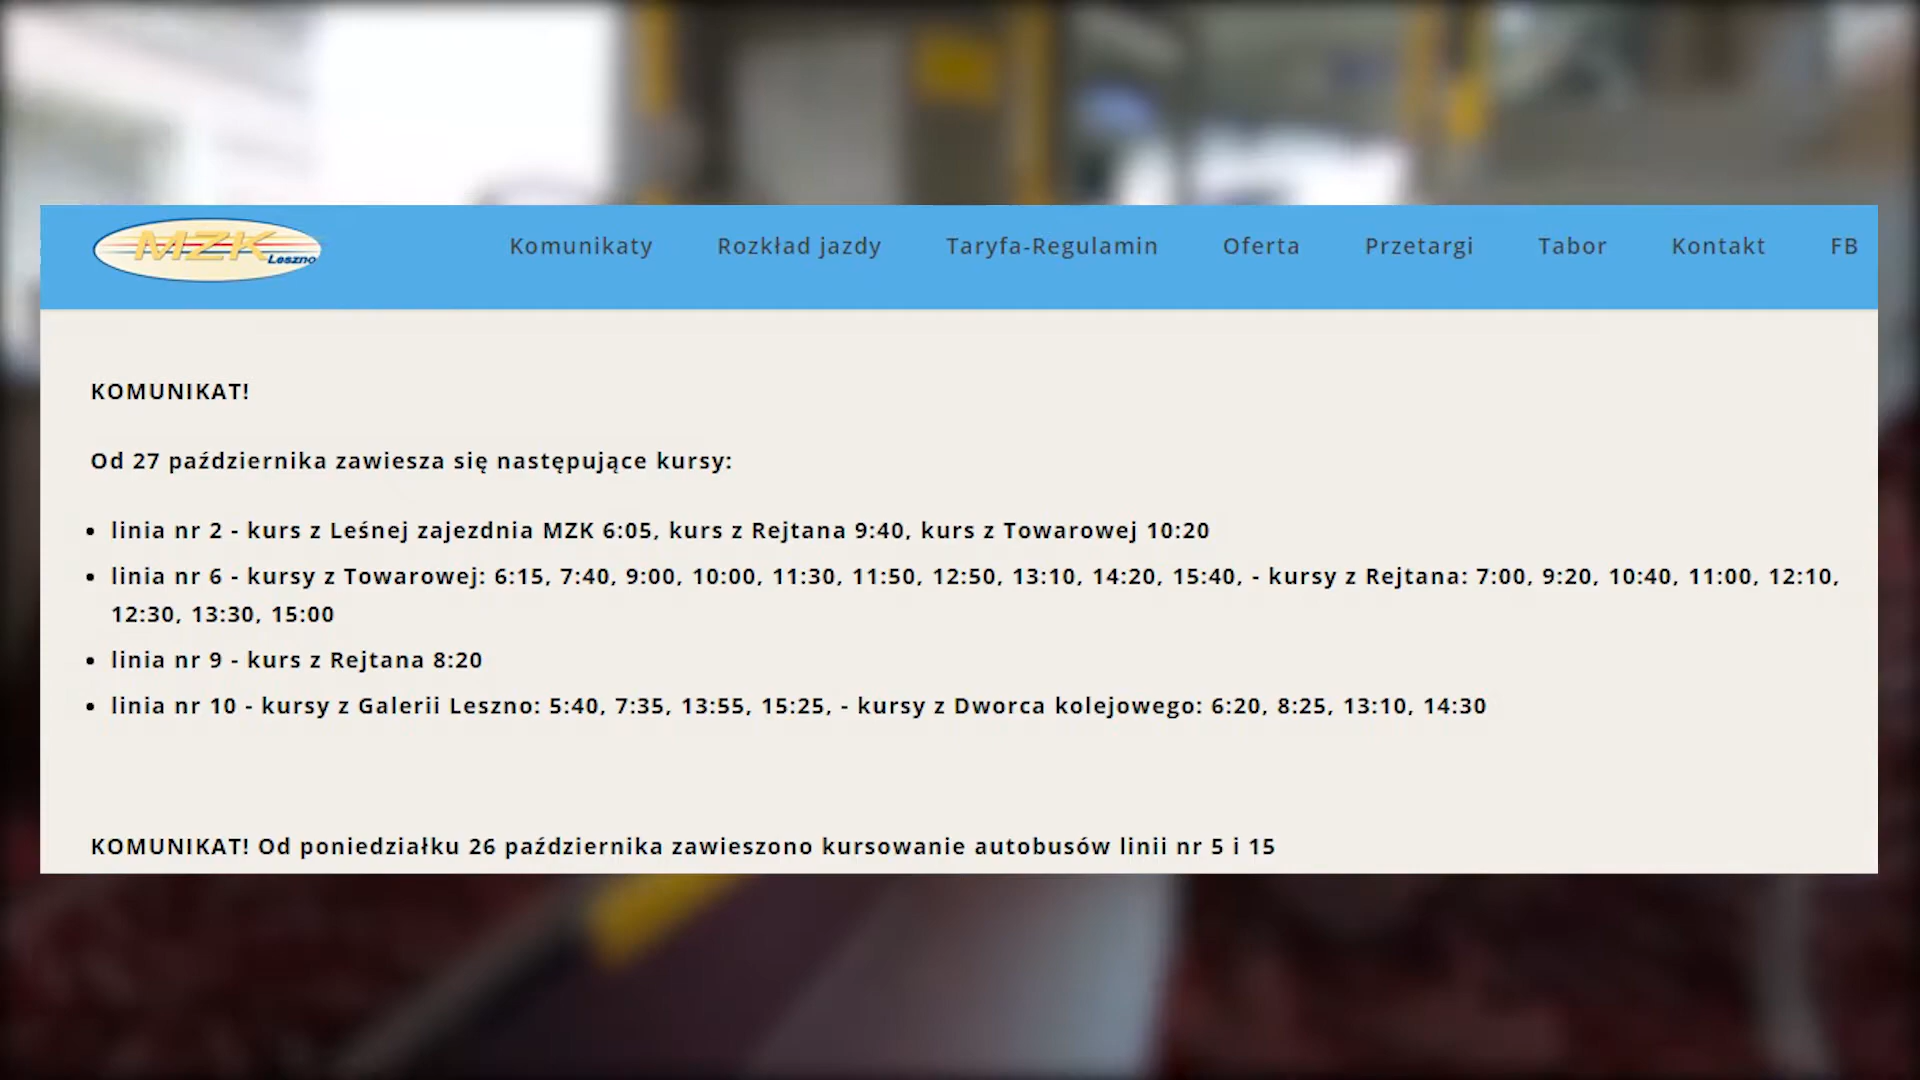 MZK Leszno
Komunikaty Rozkład jazdy Taryfa-Regulamin Oferta Przetargi Tabor Kontakt FB
KOMUNIKAT!
Od 27 października zawiesza się następujące kursy:
• linia nr 2 - kurs z Leśnej zajezdnia MZK 6:05, kurs z Rejtana 9:40, kurs z Towarowej 10:20
• linia nr 6 - kursy z Towarowej: 6:15, 7:40, 9:00, 10:00, 11:30, 11:50, 12:50, 13:10, 14:20, 15:40, - kursy z Rejtana: 7:00, 9:20, 10:40, 11:00, 12:10,
12:30, 13:30, 15:00
• linia nr 9 - kurs z Rejtana 8:20
• linia nr 10 - kursy z Galerii Leszno: 5:40, 7:35, 13:55, 15:25, - kursy z Dworca kolejowego: 6:20, 8:25, 13:10, 14:30
KOMUNIKAT! Od poniedziałku 26 października zawieszono kursowanie autobusów linii nr 5 i 15